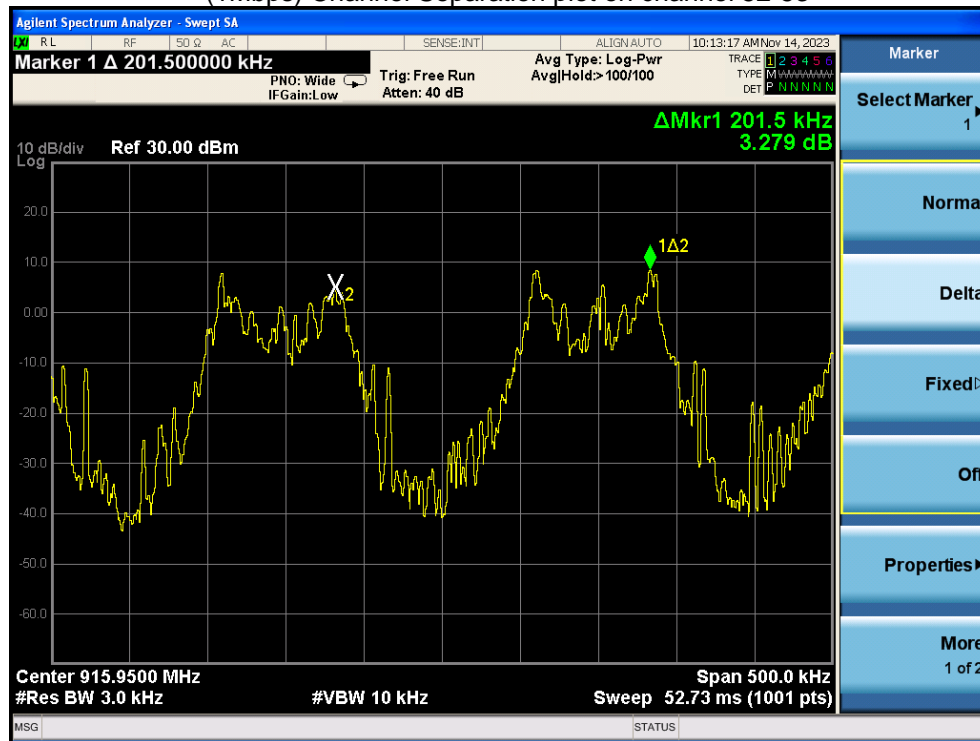 Agilent Spectrum Analyzer - Swept SA
LXI RL RF 50 Ω AC SENSE:INT ALIGN AUTO 10:13:17 AM Nov 14, 2023
Marker 1 Δ 201.500000 kHz
PNO: Wide
IFGain:Low
Trig: Free Run
Atten: 40 dB
Avg Type: Log-Pwr
Avg|Hold:>100/100
TRACE 1 2 3 4 5 6
TYPE M
DET P N N N N N
ΔMkr1 201.5 kHz
3.279 dB
10 dB/div Ref 30.00 dBm
Log
20.0
10.0
0.00
-10.0
-20.0
-30.0
-40.0
-50.0
-60.0
X2
1Δ2
Center 915.9500 MHz
Span 500.0 kHz
#Res BW 3.0 kHz
#VBW 10 kHz
Sweep 52.73 ms (1001 pts)
MSG
STATUS
Marker
Select Marker
1
Norma
Delta
Fixed
Off
Properties
More
1 of 2